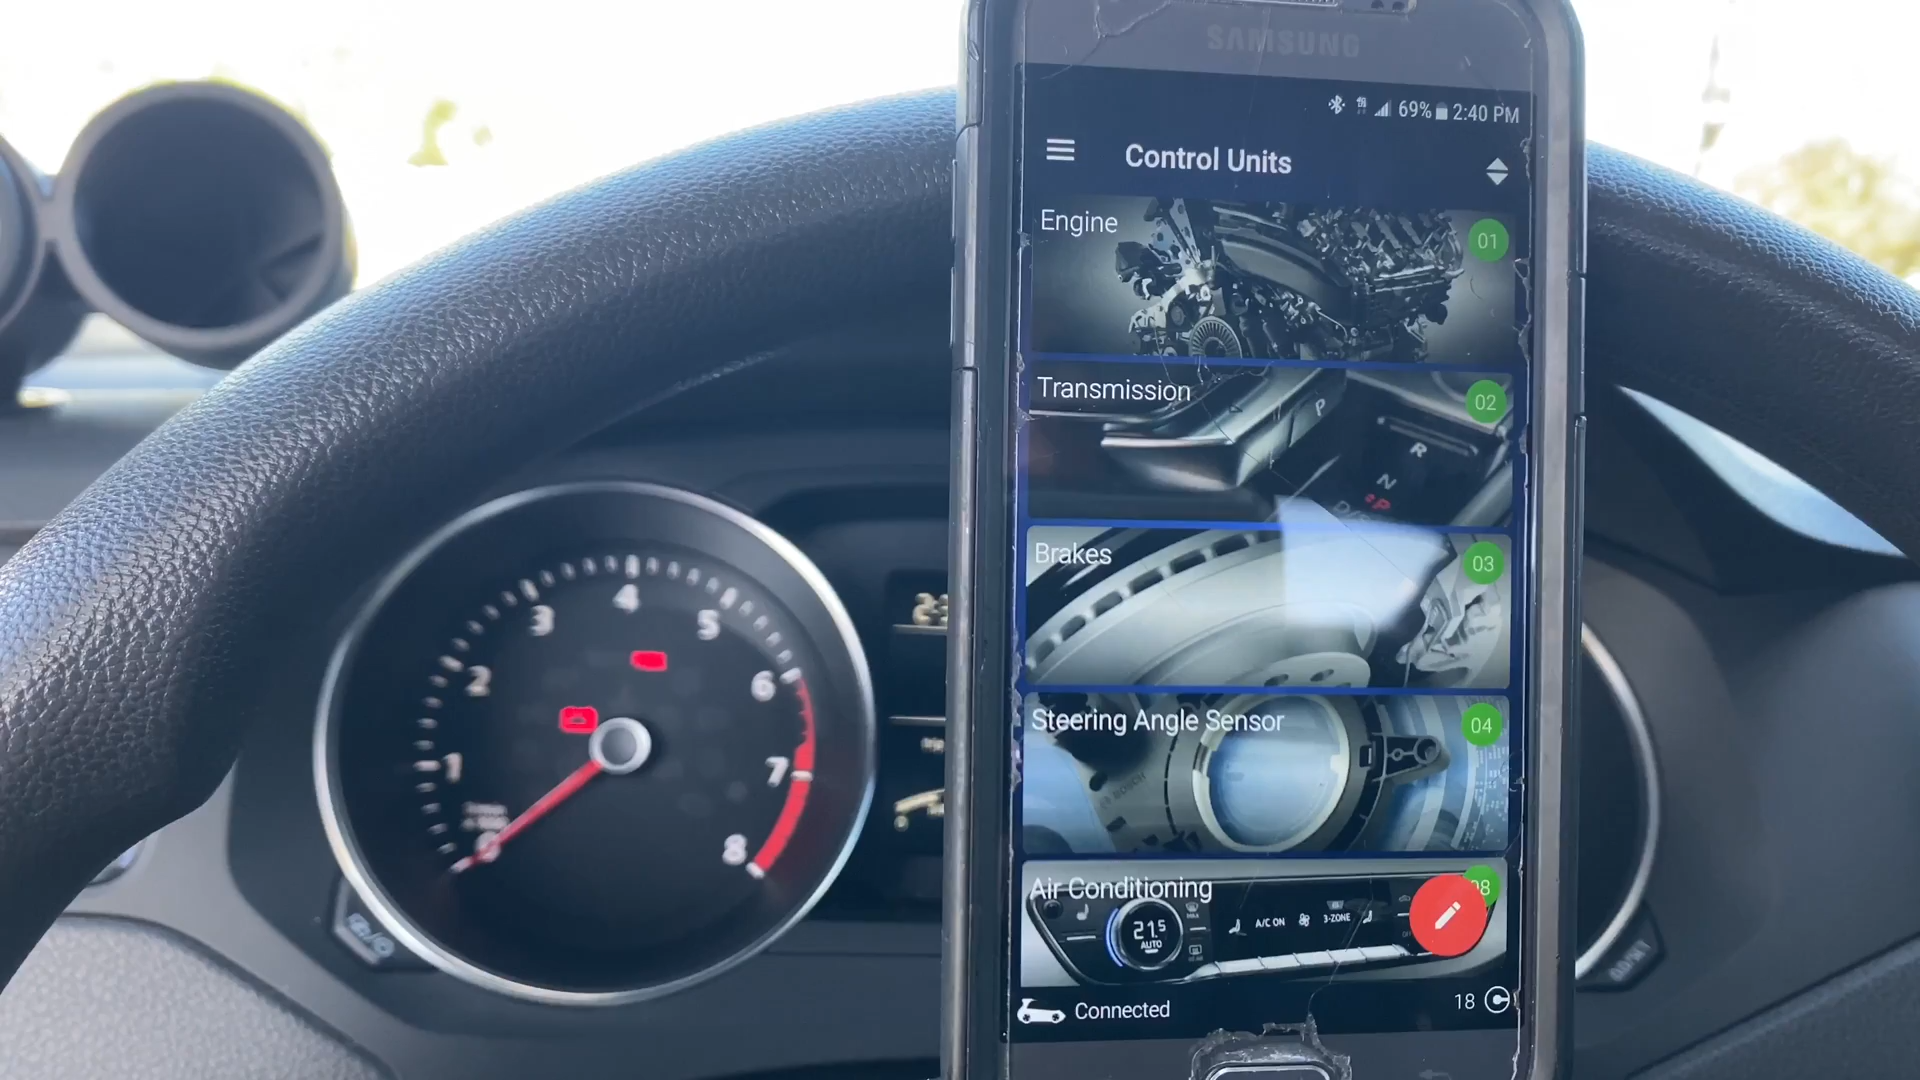 SAMSUNG
69% 2:40 PM
Control Units
Engine
01
Transmission
02
P
R
N
Brakes
03
Steering Angle Sensor
04
BOSCH
Air Conditioning
21.5
AUTO
A/C ON
3-ZONE
Connected
18
1
2
3
4
5
6
7
8